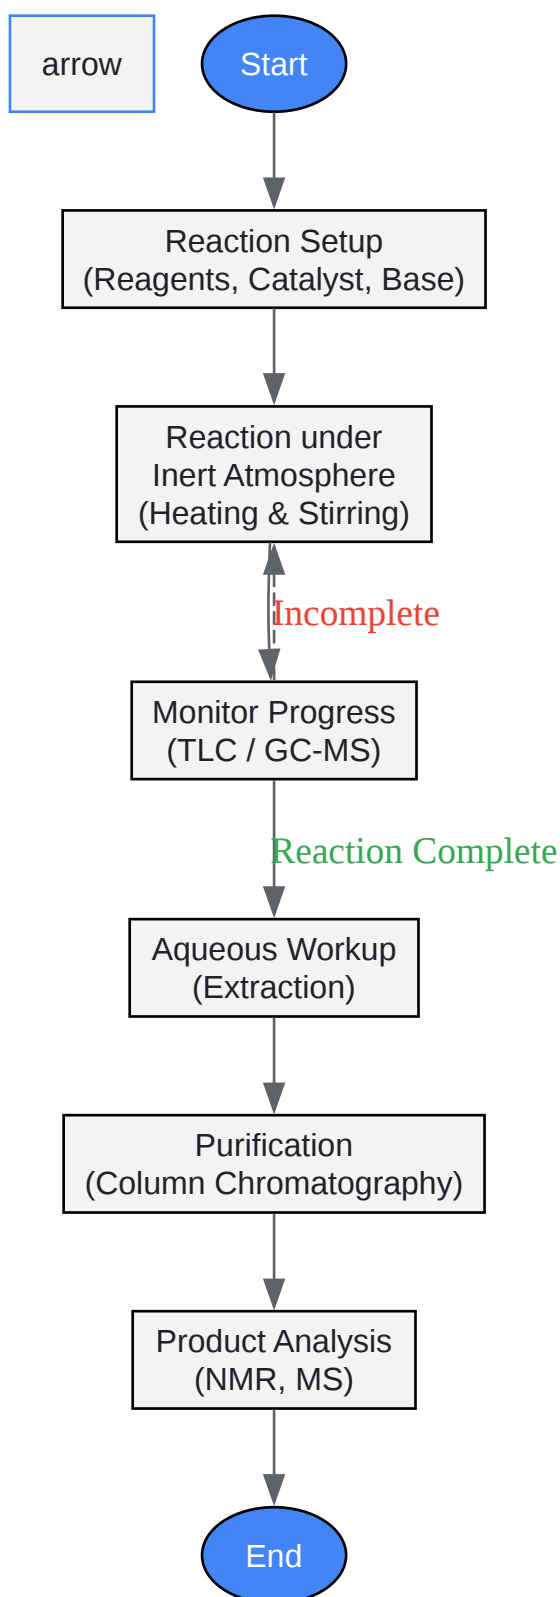 arrow
Start
Reaction Setup
(Reagents, Catalyst, Base)
Reaction under
Inert Atmosphere
(Heating & Stirring)
Incomplete
Monitor Progress
(TLC / GC-MS)
Reaction Complete
Aqueous Workup
(Extraction)
Purification
(Column Chromatography)
Product Analysis
(NMR, MS)
End